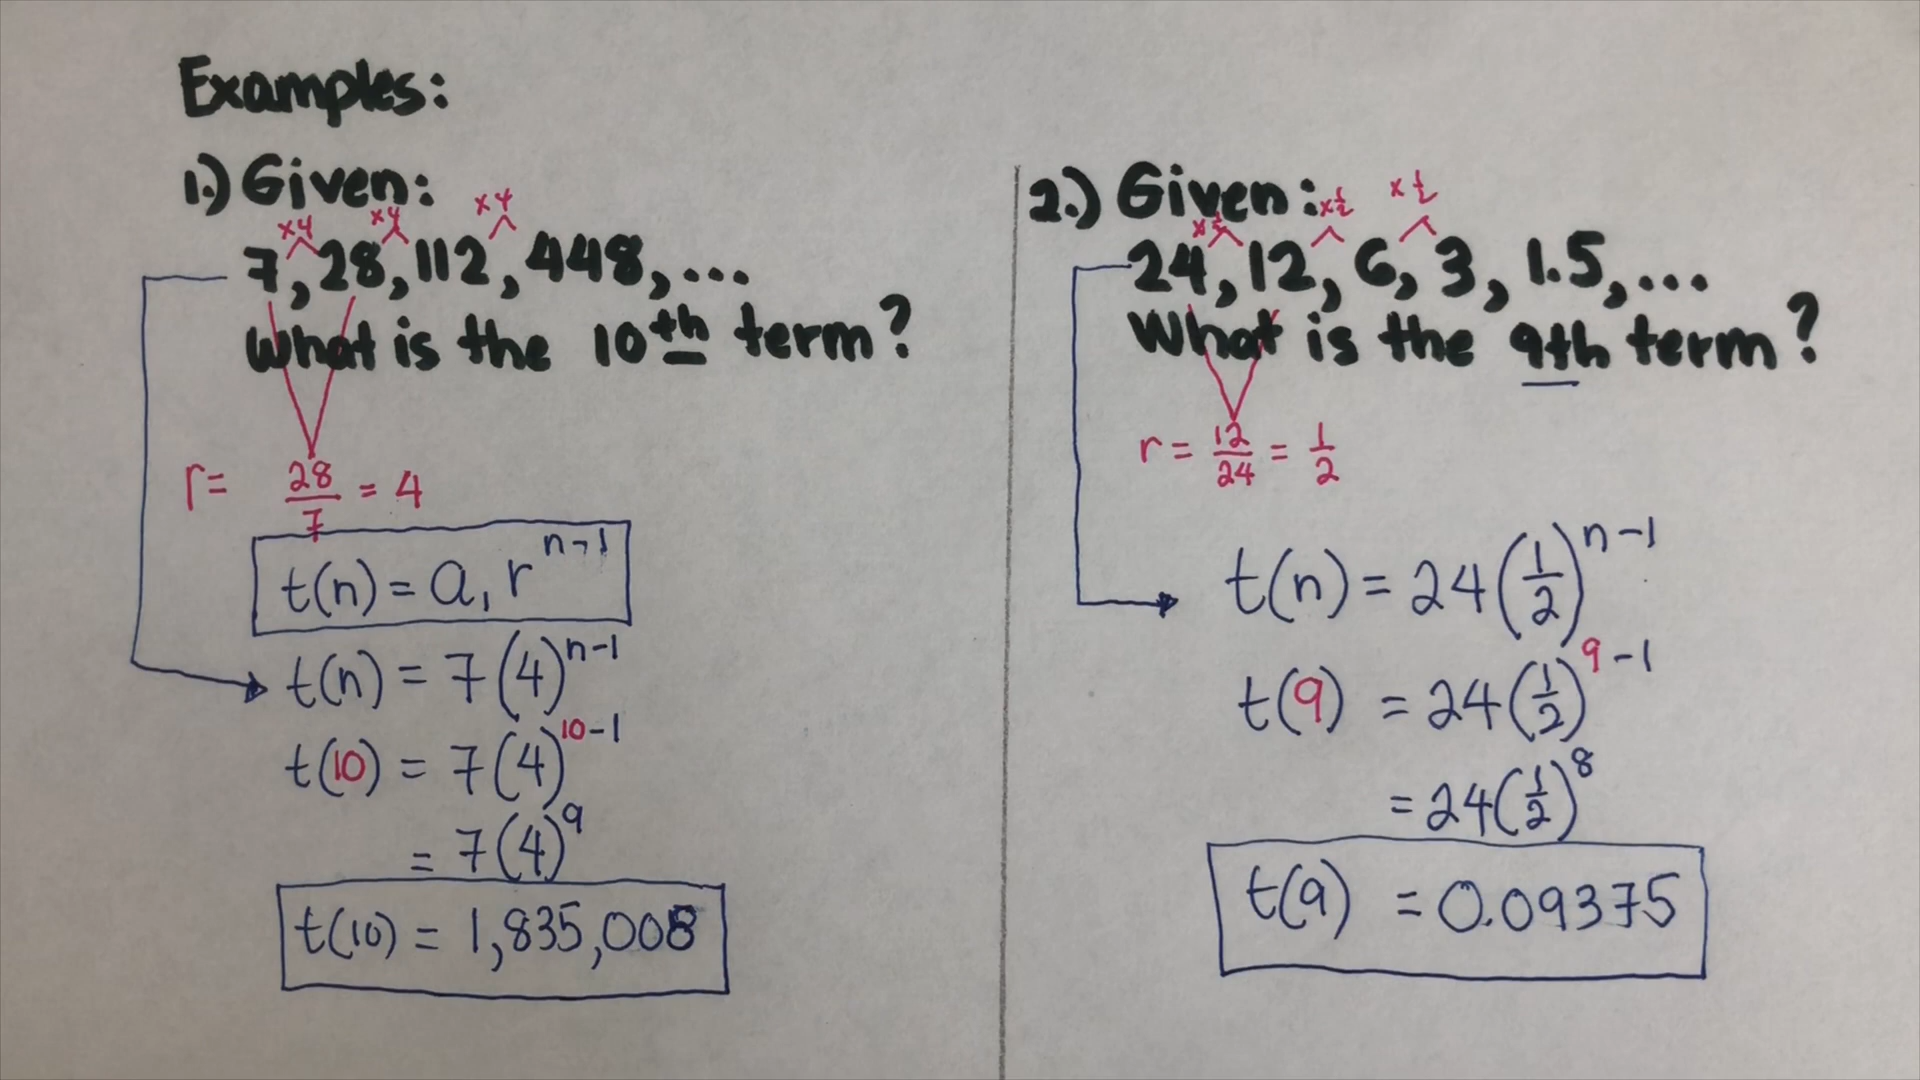 Examples:
1.) Given:
×4 ×4 ×4
7, 28, 112, 448, ...
What is the 10th term?
r = 28/7 = 4
t(n) = a₁ r^(n-1)
t(n) = 7(4)^(n-1)
t(10) = 7(4)^(10-1)
= 7(4)^9
t(10) = 1,835,008
2.) Given:
×½ ×½ ×½
24, 12, 6, 3, 1.5, ...
What is the 9th term?
r = 12/24 = 1/2
t(n) = 24(1/2)^(n-1)
t(9) = 24(1/2)^(9-1)
= 24(1/2)^8
t(9) = 0.09375